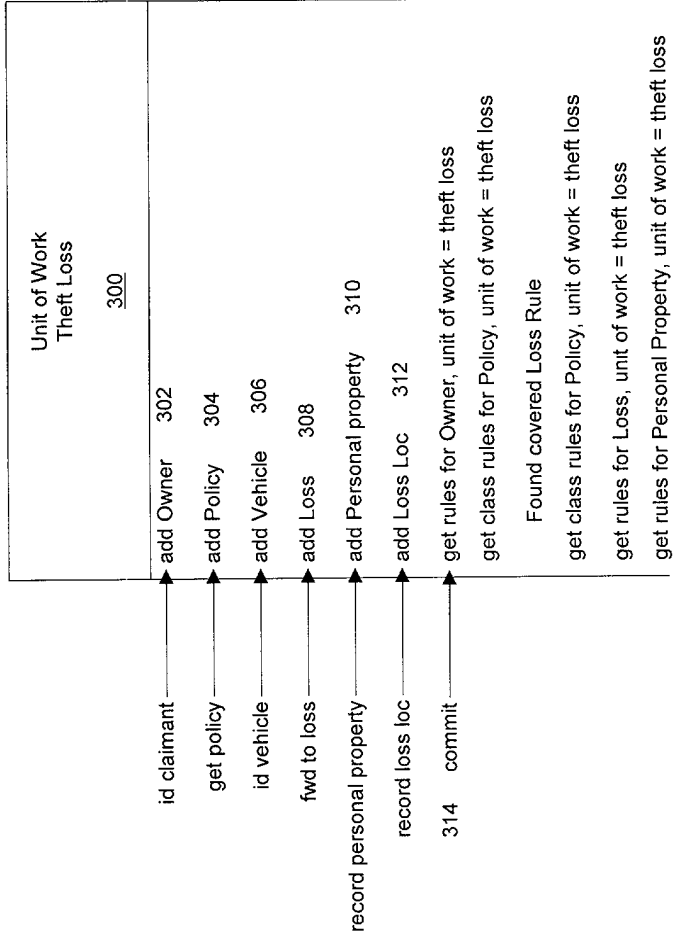 Unit of Work
Theft Loss
300
id claimant add Owner 302
get policy add Policy 304
id vehicle add Vehicle 306
fwd to loss add Loss 308
record personal property add Personal property 310
record loss loc add Loss Loc 312
314 commit get rules for Owner, unit of work = theft loss
get class rules for Policy, unit of work = theft loss
Found covered Loss Rule
get class rules for Policy, unit of work = theft loss
get rules for Loss, unit of work = theft loss
get rules for Personal Property, unit of work = theft loss